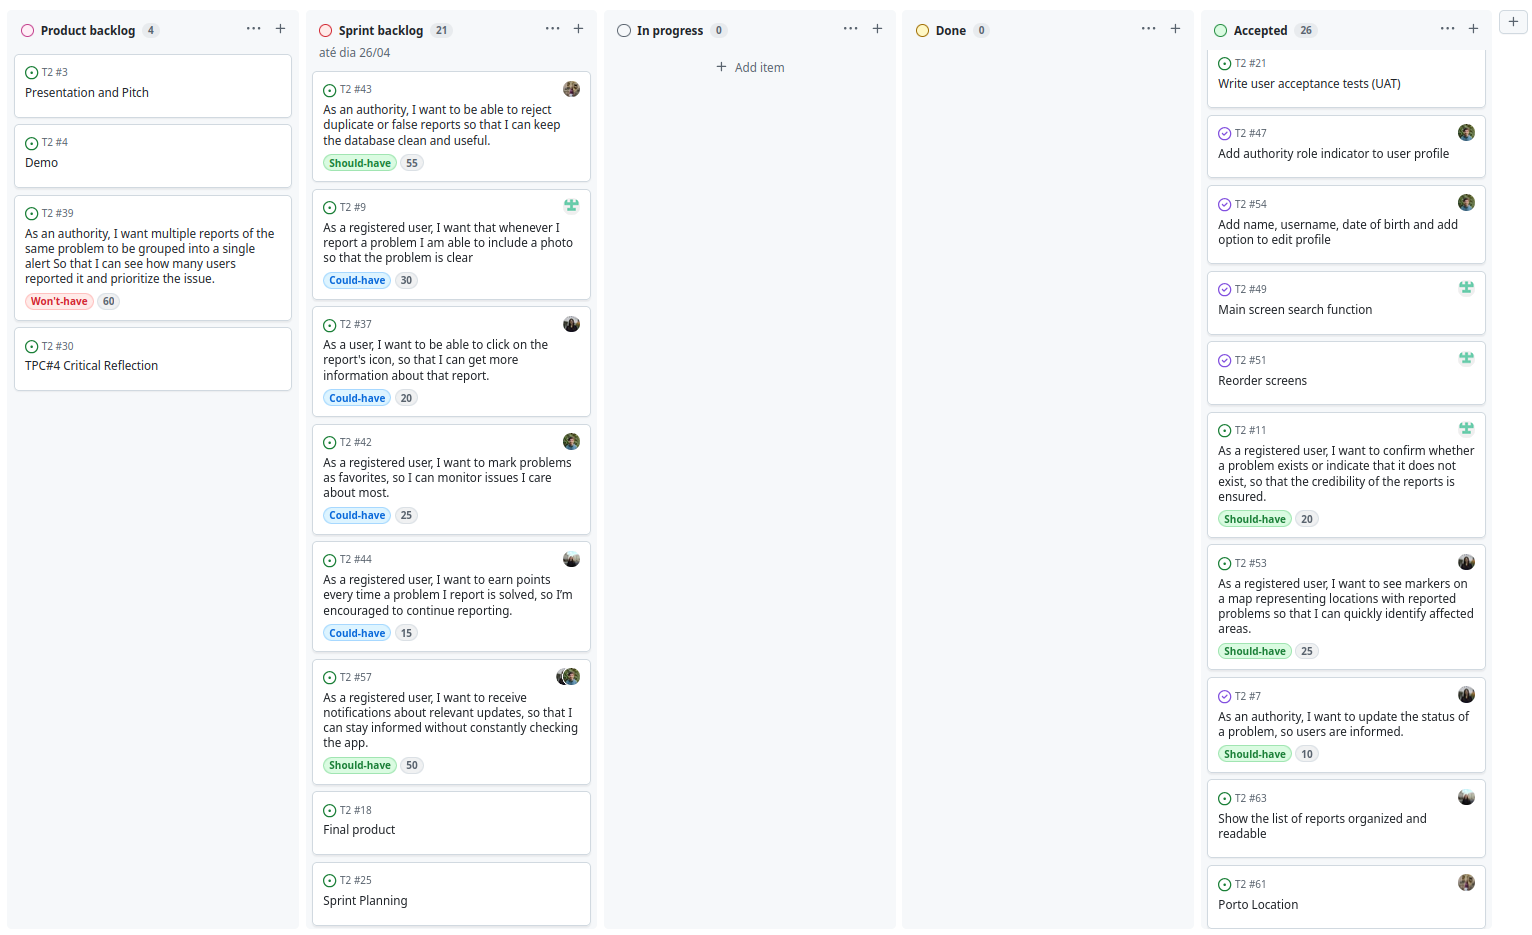 Product backlog 4
T2 #3
Presentation and Pitch
T2 #4
Demo
T2 #39
As an authority, I want multiple reports of the
same problem to be grouped into a single
alert So that I can see how many users
reported it and prioritize the issue.
Won't-have 60
T2 #30
TPC#4 Critical Reflection
Sprint backlog 21
até dia 26/04
T2 #43
As an authority, I want to be able to reject
duplicate or false reports so that I can keep
the database clean and useful.
Should-have 55
T2 #9
As a registered user, I want that whenever I
report a problem I am able to include a photo
so that the problem is clear
Could-have 30
T2 #37
As a user, I want to be able to click on the
report's icon, so that I can get more
information about that report.
Could-have 20
T2 #42
As a registered user, I want to mark problems
as favorites, so I can monitor issues I care
about most.
Could-have 25
T2 #44
As a registered user, I want to earn points
every time a problem I report is solved, so I'm
encouraged to continue reporting.
Could-have 15
T2 #57
As a registered user, I want to receive
notifications about relevant updates, so that I
can stay informed without constantly checking
the app.
Should-have 50
T2 #18
Final product
T2 #25
Sprint Planning
In progress 0
Add item
Done 0
Accepted 26
T2 #21
Write user acceptance tests (UAT)
T2 #47
Add authority role indicator to user profile
T2 #54
Add name, username, date of birth and add
option to edit profile
T2 #49
Main screen search function
T2 #51
Reorder screens
T2 #11
As a registered user, I want to confirm whether
a problem exists or indicate that it does not
exist, so that the credibility of the reports is
ensured.
Should-have 20
T2 #53
As a registered user, I want to see markers on
a map representing locations with reported
problems so that I can quickly identify affected
areas.
Should-have 25
T2 #7
As an authority, I want to update the status of
a problem, so users are informed.
Should-have 10
T2 #63
Show the list of reports organized and
readable
T2 #61
Porto Location